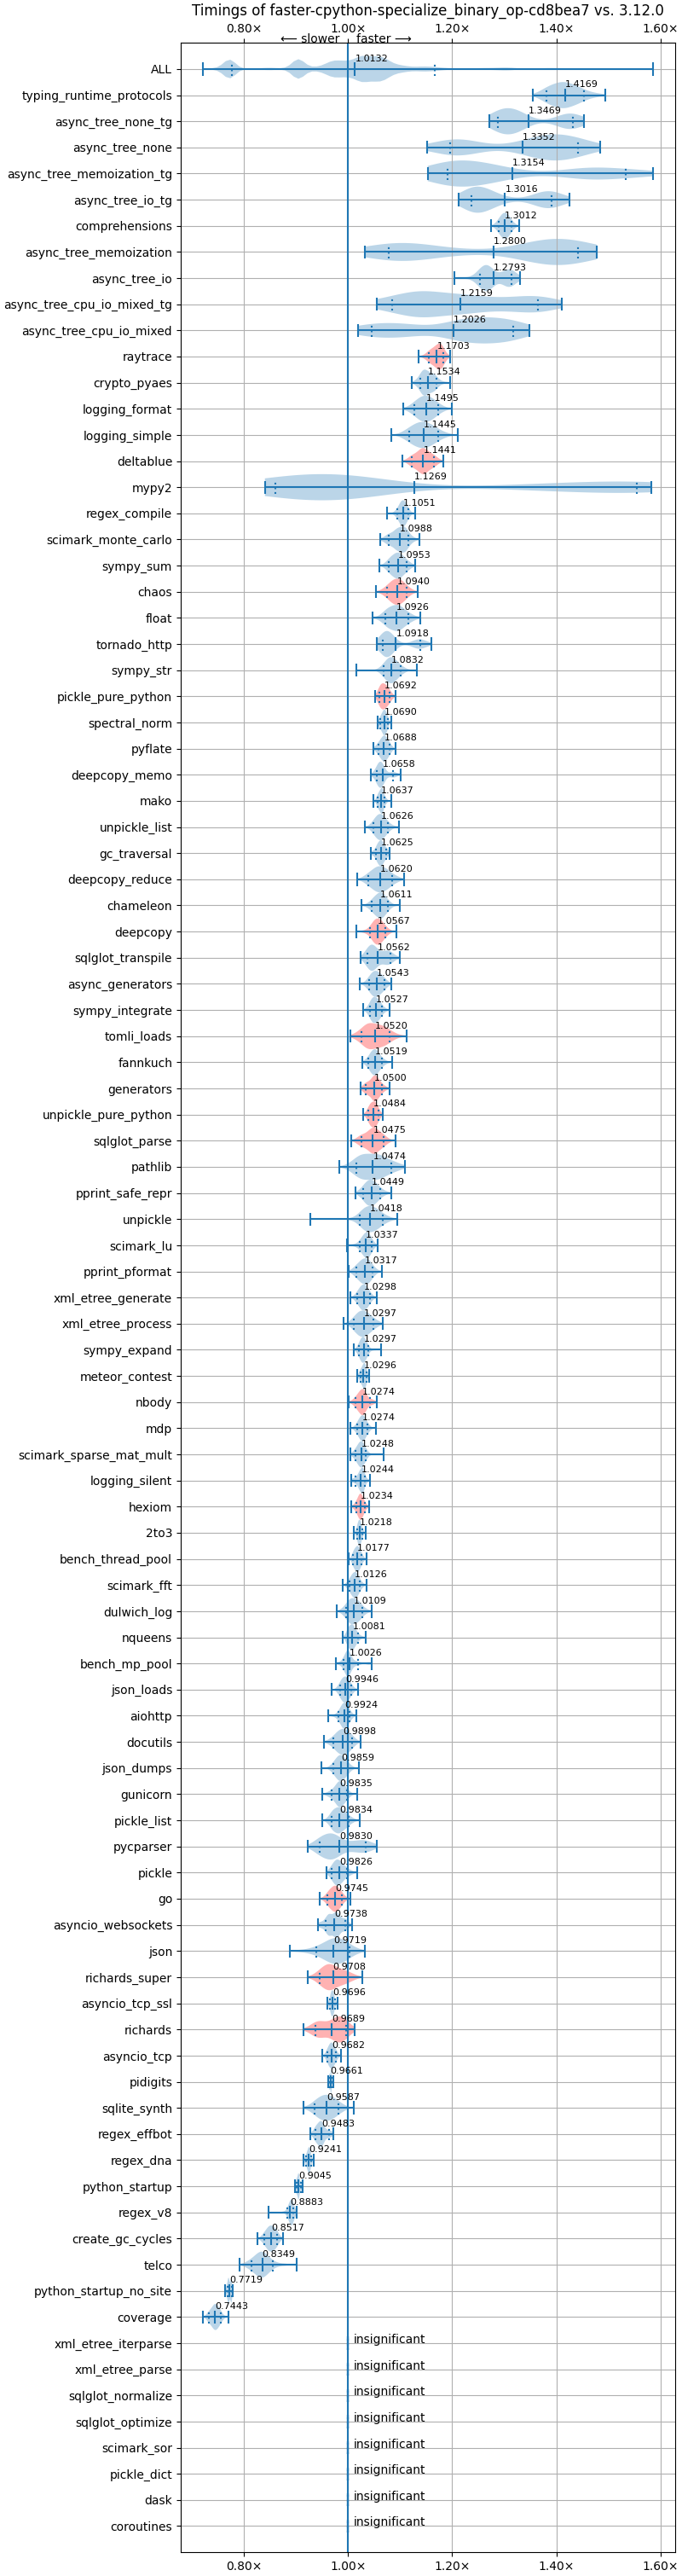 Timings of faster-cpython-specialize_binary_op-cd8bea7 vs. 3.12.0
0.80× 1.00× 1.20× 1.40× 1.60×
⟵ slower faster ⟶
ALL 1.0132
typing_runtime_protocols 1.4169
async_tree_none_tg 1.3469
async_tree_none 1.3352
async_tree_memoization_tg 1.3154
async_tree_io_tg 1.3016
comprehensions 1.3012
async_tree_memoization 1.2800
async_tree_io 1.2793
async_tree_cpu_io_mixed_tg 1.2159
async_tree_cpu_io_mixed 1.2026
raytrace 1.1703
crypto_pyaes 1.1534
logging_format 1.1495
logging_simple 1.1445
deltablue 1.1441
mypy2 1.1269
regex_compile 1.1051
scimark_monte_carlo 1.0988
sympy_sum 1.0953
chaos 1.0940
float 1.0926
tornado_http 1.0918
sympy_str 1.0832
pickle_pure_python 1.0692
spectral_norm 1.0690
pyflate 1.0688
deepcopy_memo 1.0658
mako 1.0637
unpickle_list 1.0626
gc_traversal 1.0625
deepcopy_reduce 1.0620
chameleon 1.0611
deepcopy 1.0567
sqlglot_transpile 1.0562
async_generators 1.0543
sympy_integrate 1.0527
tomli_loads 1.0520
fannkuch 1.0519
generators 1.0500
unpickle_pure_python 1.0484
sqlglot_parse 1.0475
pathlib 1.0474
pprint_safe_repr 1.0449
unpickle 1.0418
scimark_lu 1.0337
pprint_pformat 1.0317
xml_etree_generate 1.0298
xml_etree_process 1.0297
sympy_expand 1.0297
meteor_contest 1.0296
nbody 1.0274
mdp 1.0274
scimark_sparse_mat_mult 1.0248
logging_silent 1.0244
hexiom 1.0234
2to3 1.0218
bench_thread_pool 1.0177
scimark_fft 1.0126
dulwich_log 1.0109
nqueens 1.0081
bench_mp_pool 1.0026
json_loads 0.9946
aiohttp 0.9924
docutils 0.9898
json_dumps 0.9859
gunicorn 0.9835
pickle_list 0.9834
pycparser 0.9830
pickle 0.9826
go 0.9745
asyncio_websockets 0.9738
json 0.9719
richards_super 0.9708
asyncio_tcp_ssl 0.9696
richards 0.9689
asyncio_tcp 0.9682
pidigits 0.9661
sqlite_synth 0.9587
regex_effbot 0.9483
regex_dna 0.9241
python_startup 0.9045
regex_v8 0.8883
create_gc_cycles 0.8517
telco 0.8349
python_startup_no_site 0.7719
coverage 0.7443
xml_etree_iterparse insignificant
xml_etree_parse insignificant
sqlglot_normalize insignificant
sqlglot_optimize insignificant
scimark_sor insignificant
pickle_dict insignificant
dask insignificant
coroutines insignificant
0.80× 1.00× 1.20× 1.40× 1.60×